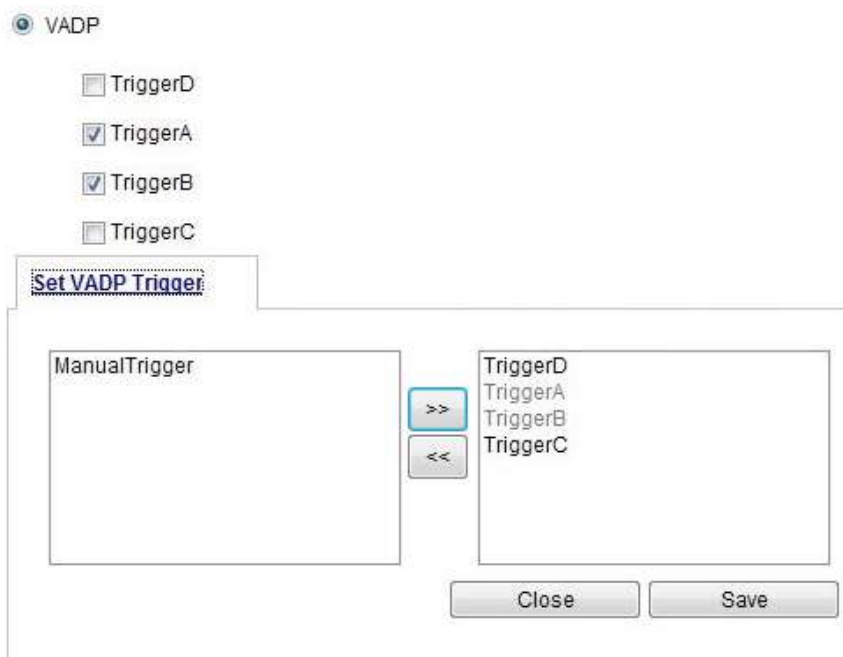 VADP
TriggerD
TriggerA
TriggerB
TriggerC
Set VADP Trigger
ManualTrigger
>>
<<
TriggerD
TriggerA
TriggerB
TriggerC
Close
Save